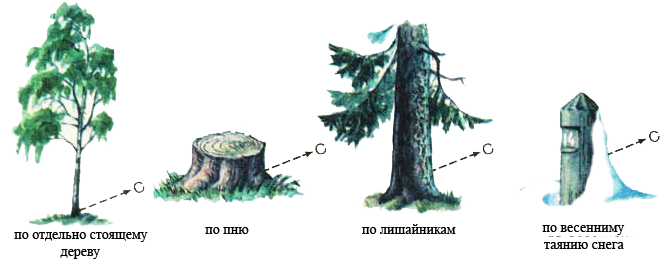 С
С
С
С
по отдельно стоящему
дереву
по пню
по лишайникам
по весеннему
таянию снега